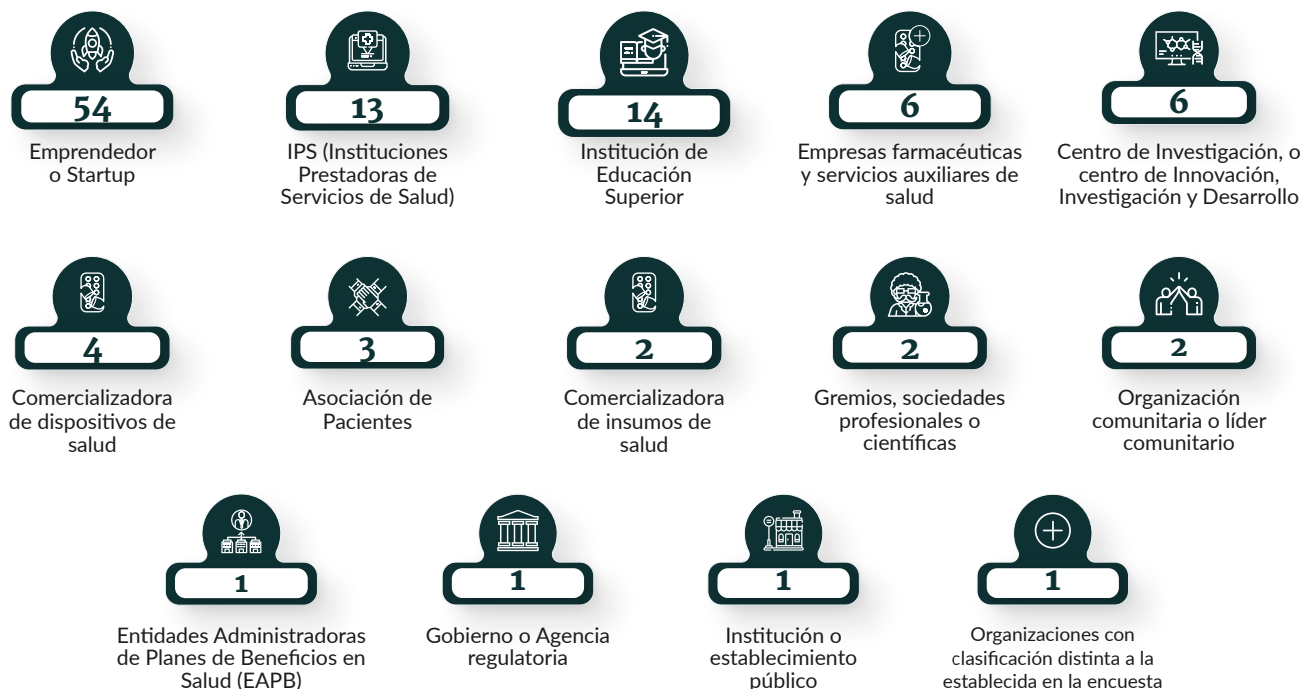 54
Emprendedor
o Startup
13
IPS (Instituciones
Prestadoras de
Servicios de Salud)
14
Institución de
Educación
Superior
6
Empresas farmacéuticas
y servicios auxiliares de
salud
6
Centro de Investigación, o
centro de Innovación,
Investigación y Desarrollo
4
Comercializadora
de dispositivos de
salud
3
Asociación de
Pacientes
2
Comercializadora
de insumos de
salud
2
Gremios, sociedades
profesionales o
científicas
2
Organización
comunitaria o líder
comunitario
1
Entidades Administradoras
de Planes de Beneficios en
Salud (EAPB)
1
Gobierno o Agencia
regulatoria
1
Institución o
establecimiento
público
1
Organizaciones con
clasificación distinta a la
establecida en la encuesta